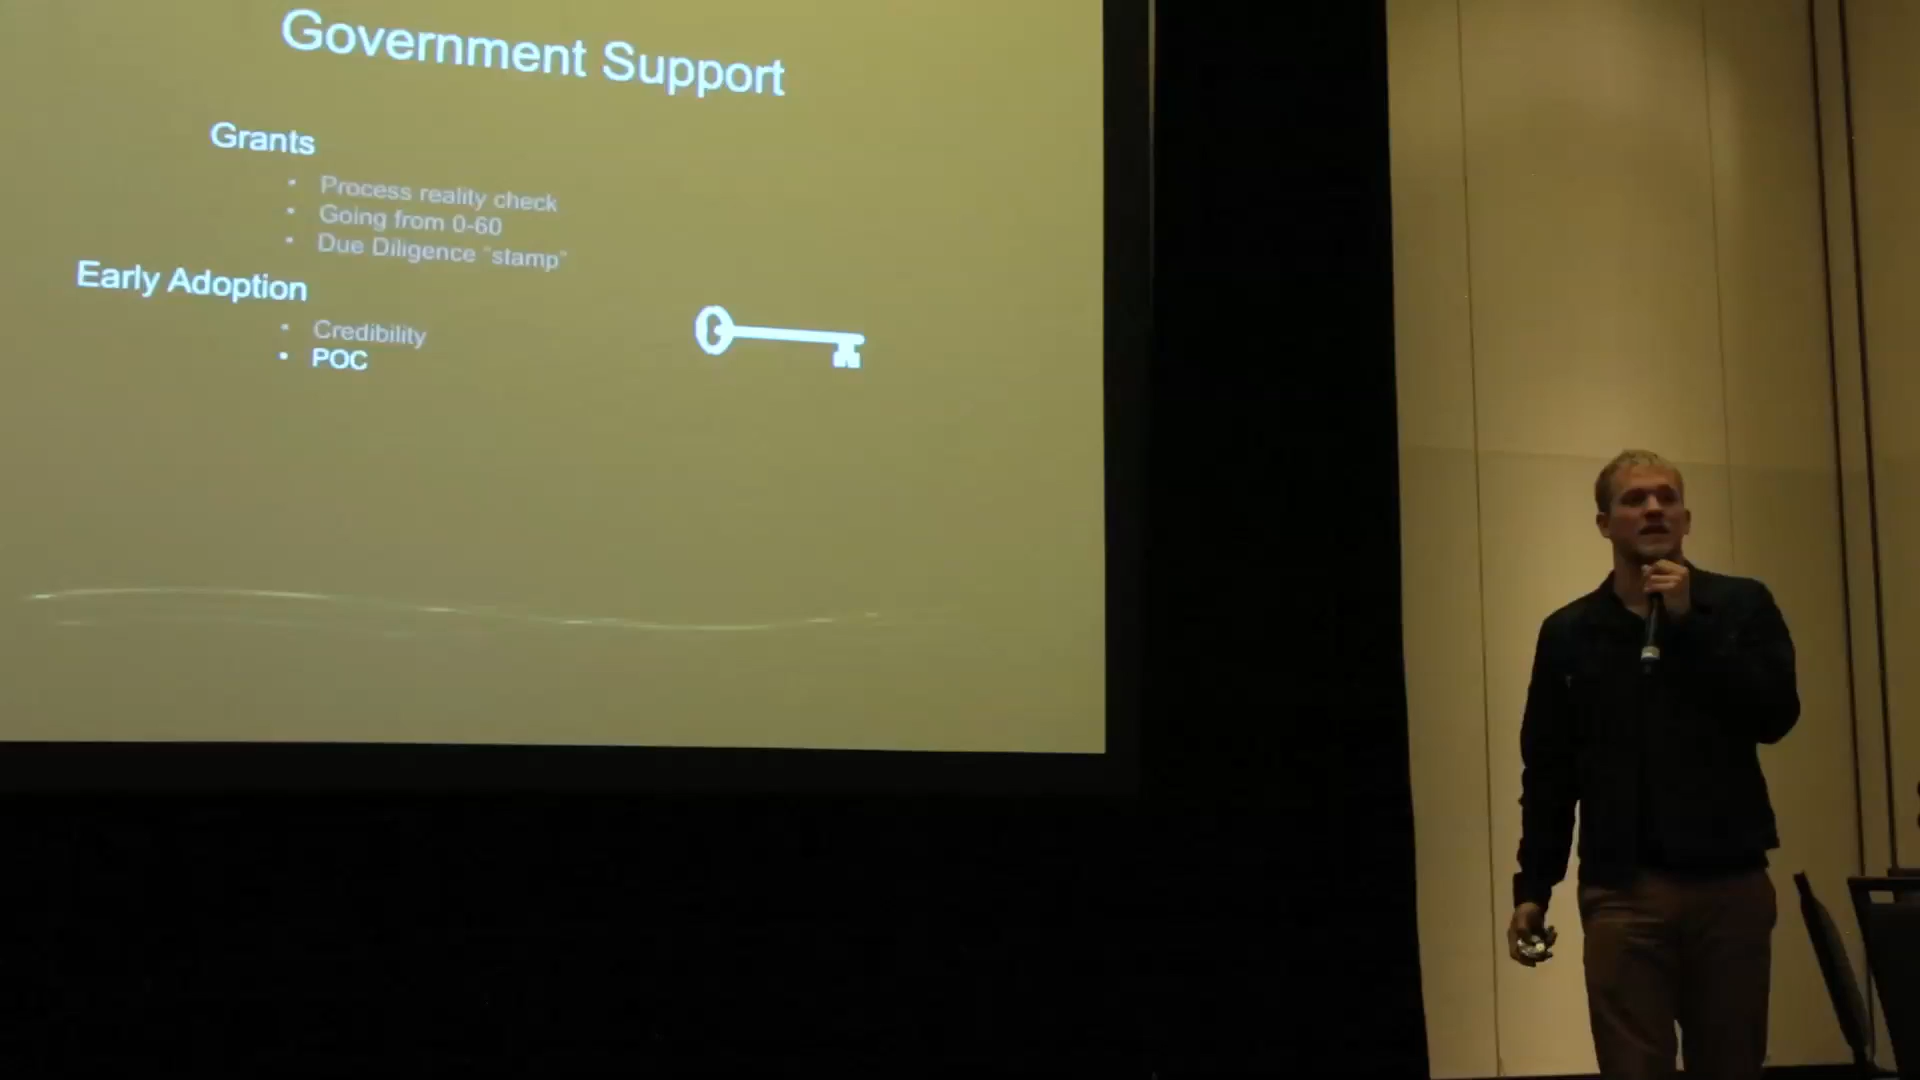 Government Support
Grants
• Process reality check
• Going from 0-60
• Due Diligence "stamp"
Early Adoption
• Credibility
• POC